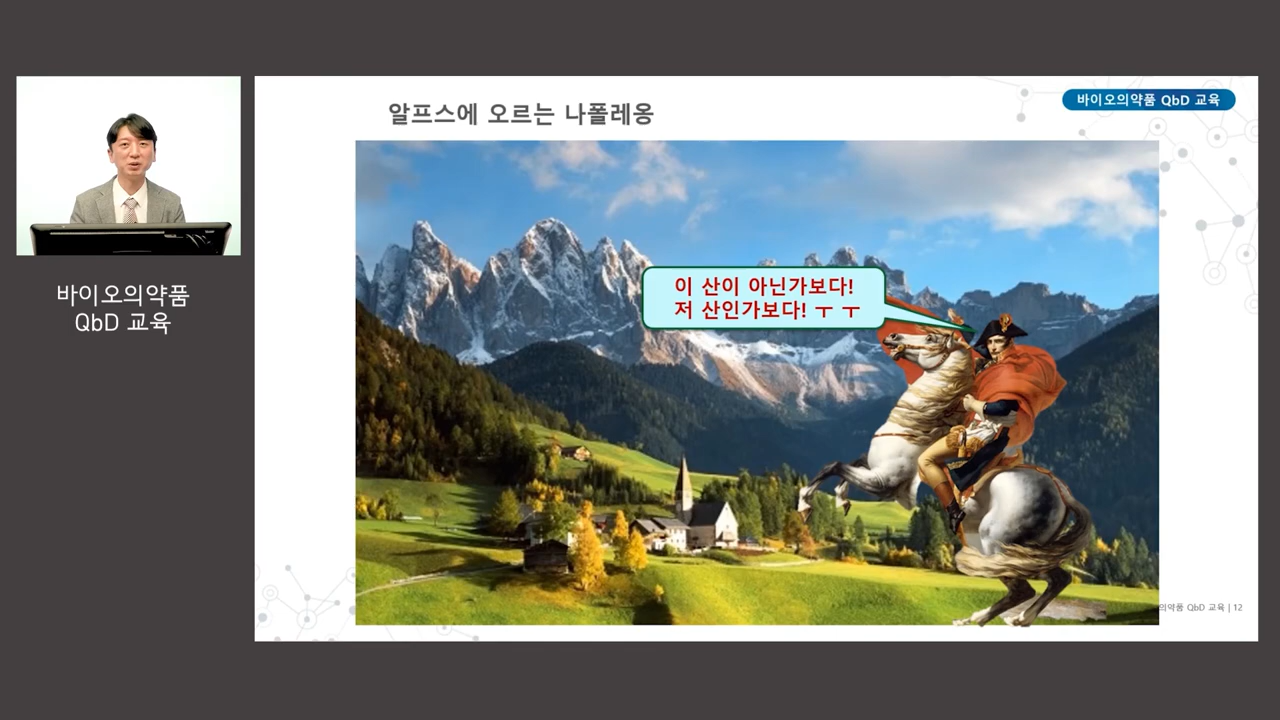 알프스에 오르는 나폴레옹
바이오의약품 QbD 교육
이 산이 아닌가보다!
저 산인가보다! ㅜ ㅜ
바이오의약품
QbD 교육
의약품 QbD 교육 | 12